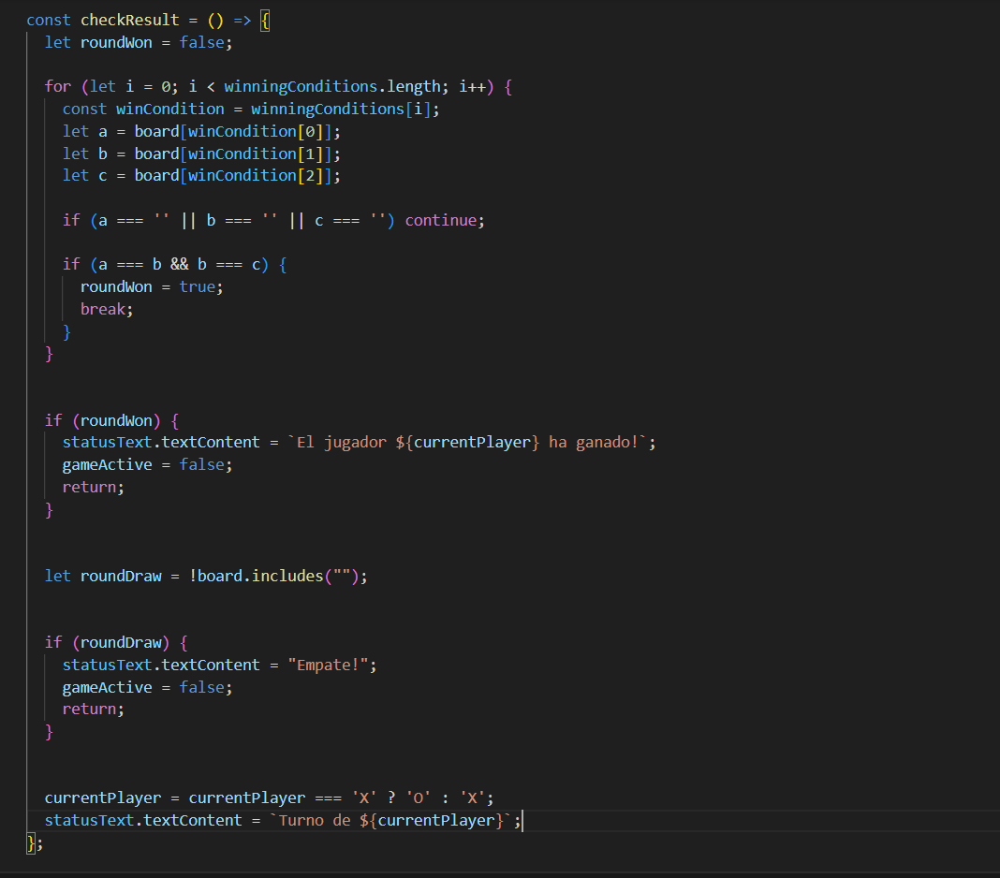 const checkResult = () => {
let roundWon = false;
for (let i = 0; i < winningConditions.length; i++) {
const winCondition = winningConditions[i];
let a = board[winCondition[0]];
let b = board[winCondition[1]];
let c = board[winCondition[2]];
if (a === '' || b === '' || c === '') continue;
if (a === b && b === c) {
roundWon = true;
break;
}
}
if (roundWon) {
statusText.textContent = `El jugador ${currentPlayer} ha ganado!`;
gameActive = false;
return;
}
let roundDraw = !board.includes("");
if (roundDraw) {
statusText.textContent = "Empate!";
gameActive = false;
return;
}
currentPlayer = currentPlayer === 'X' ? 'O' : 'X';
statusText.textContent = `Turno de ${currentPlayer}`;
};